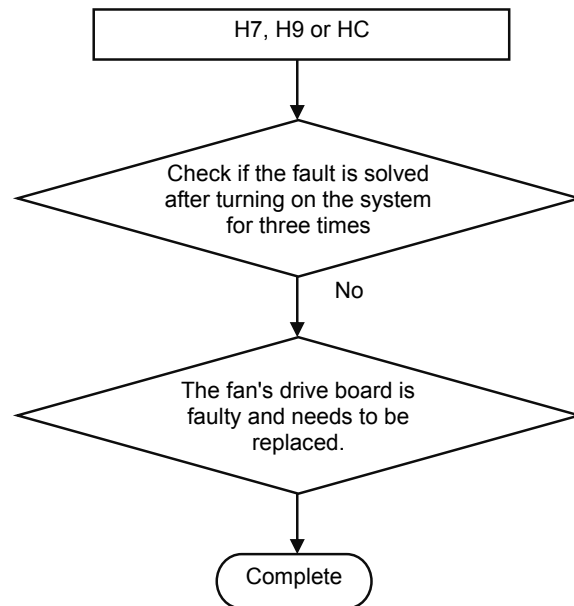 H7, H9 or HC
Check if the fault is solved
after turning on the system
for three times
No
The fan's drive board is
faulty and needs to be
replaced.
Complete